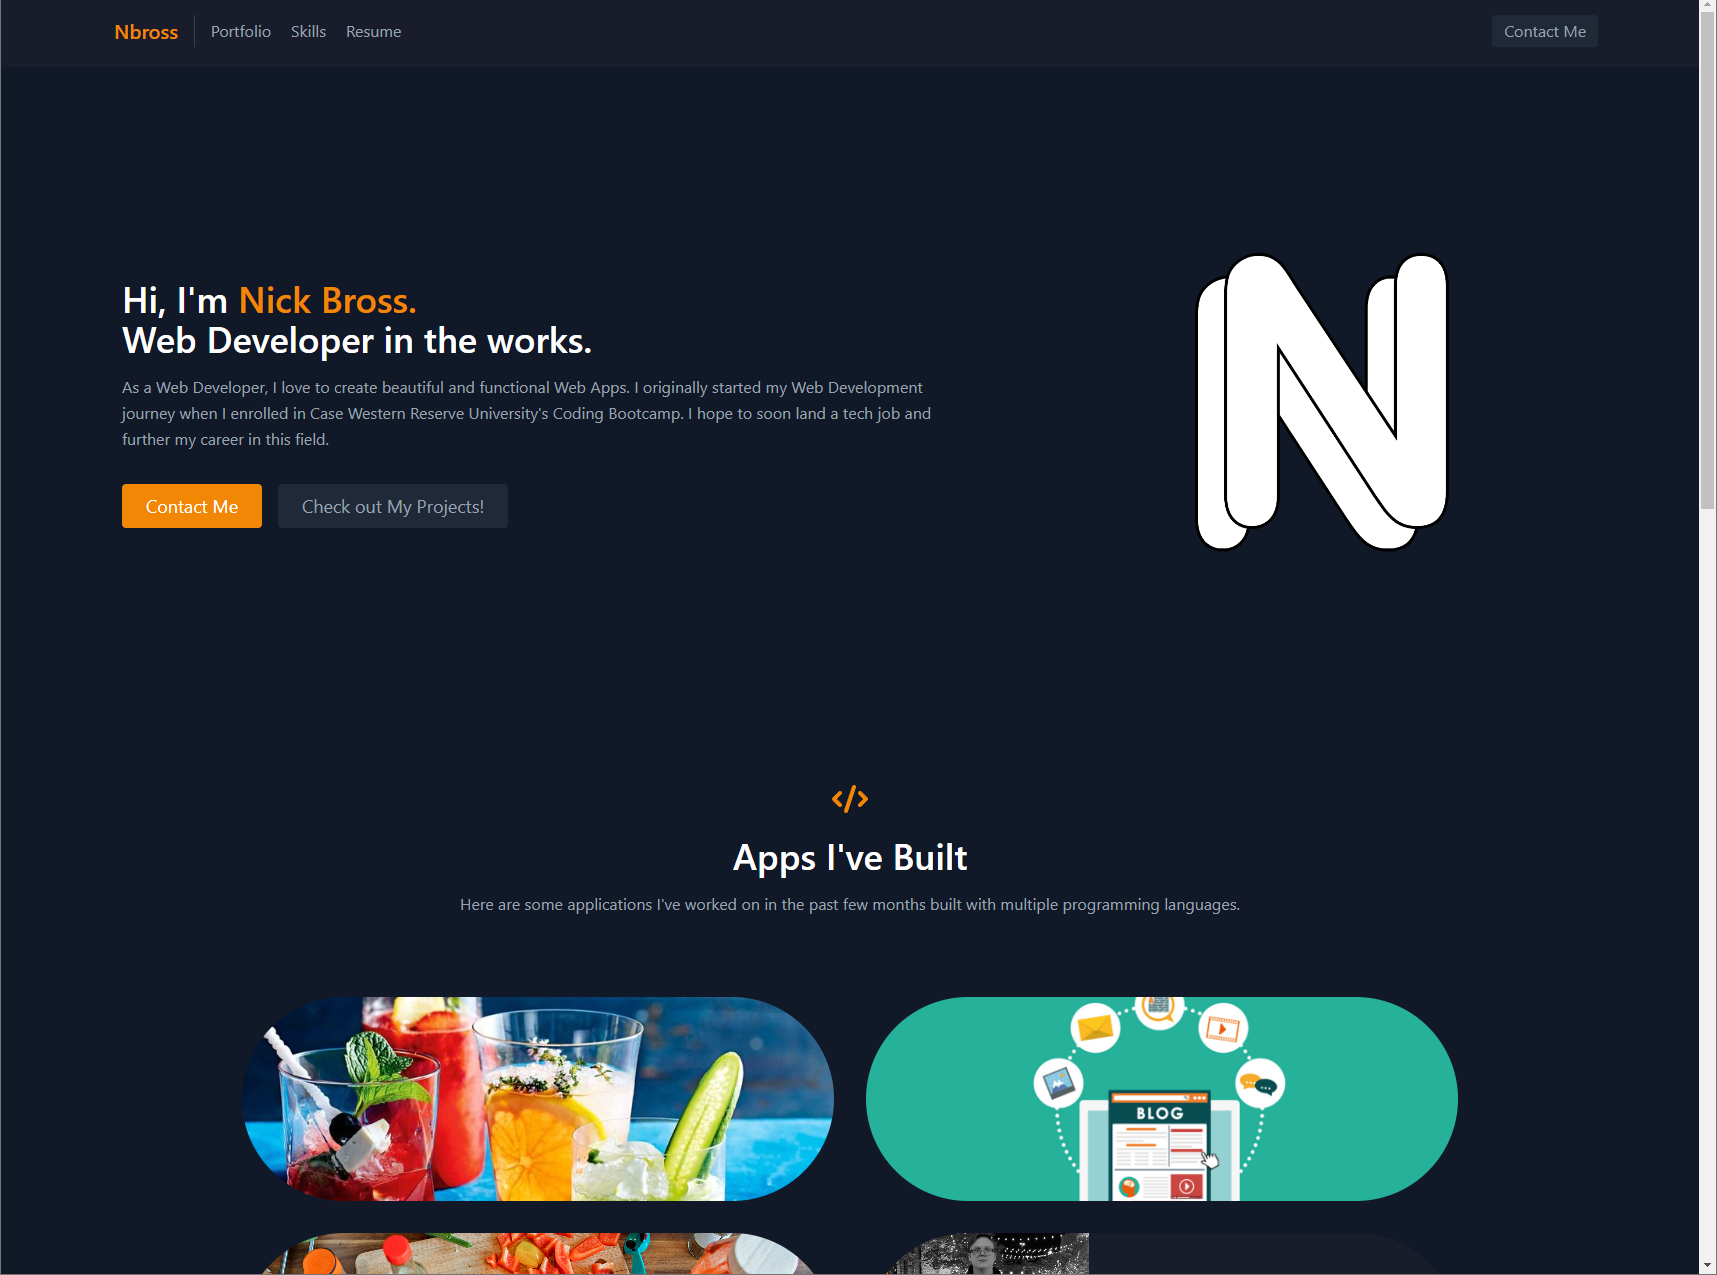 Nbross
Portfolio
Skills
Resume
Contact Me
Hi, I'm Nick Bross.
Web Developer in the works.
As a Web Developer, I love to create beautiful and functional Web Apps. I originally started my Web Development
journey when I enrolled in Case Western Reserve University's Coding Bootcamp. I hope to soon land a tech job and
further my career in this field.
Contact Me
Check out My Projects!
N
</>
Apps I've Built
Here are some applications I've worked on in the past few months built with multiple programming languages.
BLOG